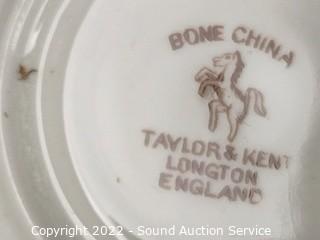 BONE CHINA
TAYLOR & KENT
LONGTON
ENGLAND
Copyright 2022 - Sound Auction Service